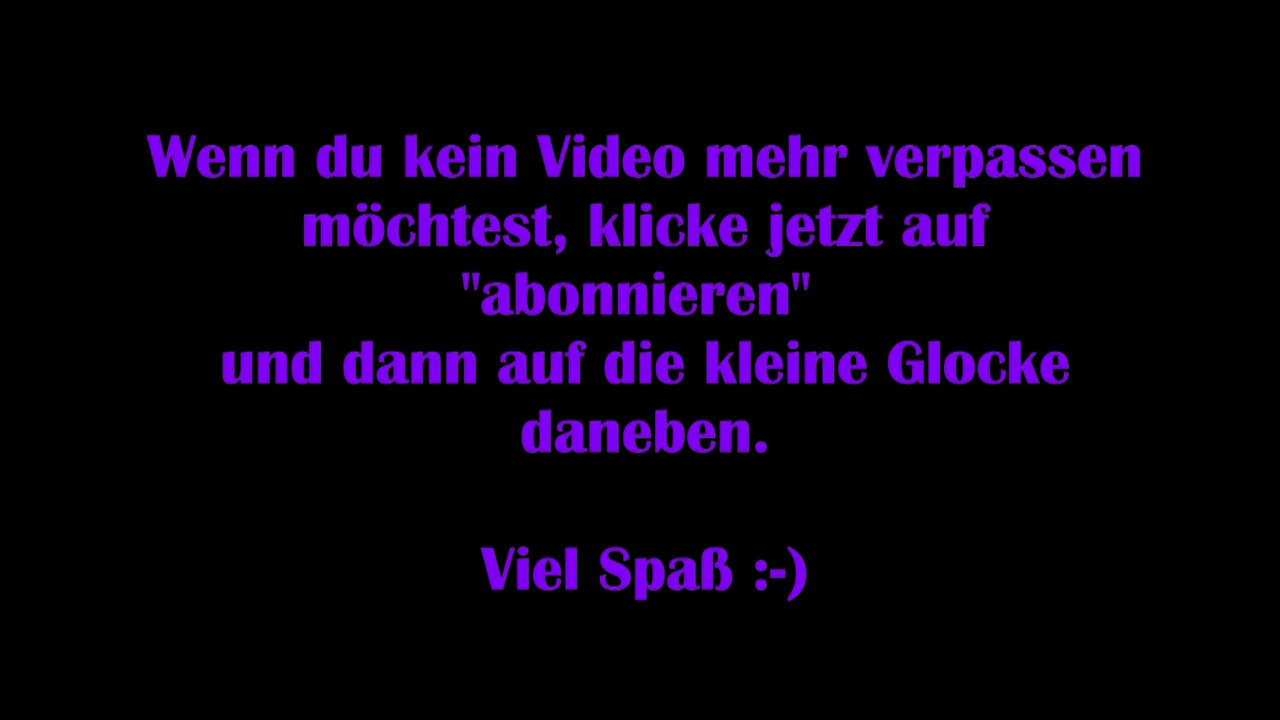 Wenn du kein Video mehr verpassen
möchtest, klicke jetzt auf
"abonnieren"
und dann auf die kleine Glocke
daneben.
Viel Spaß :-)